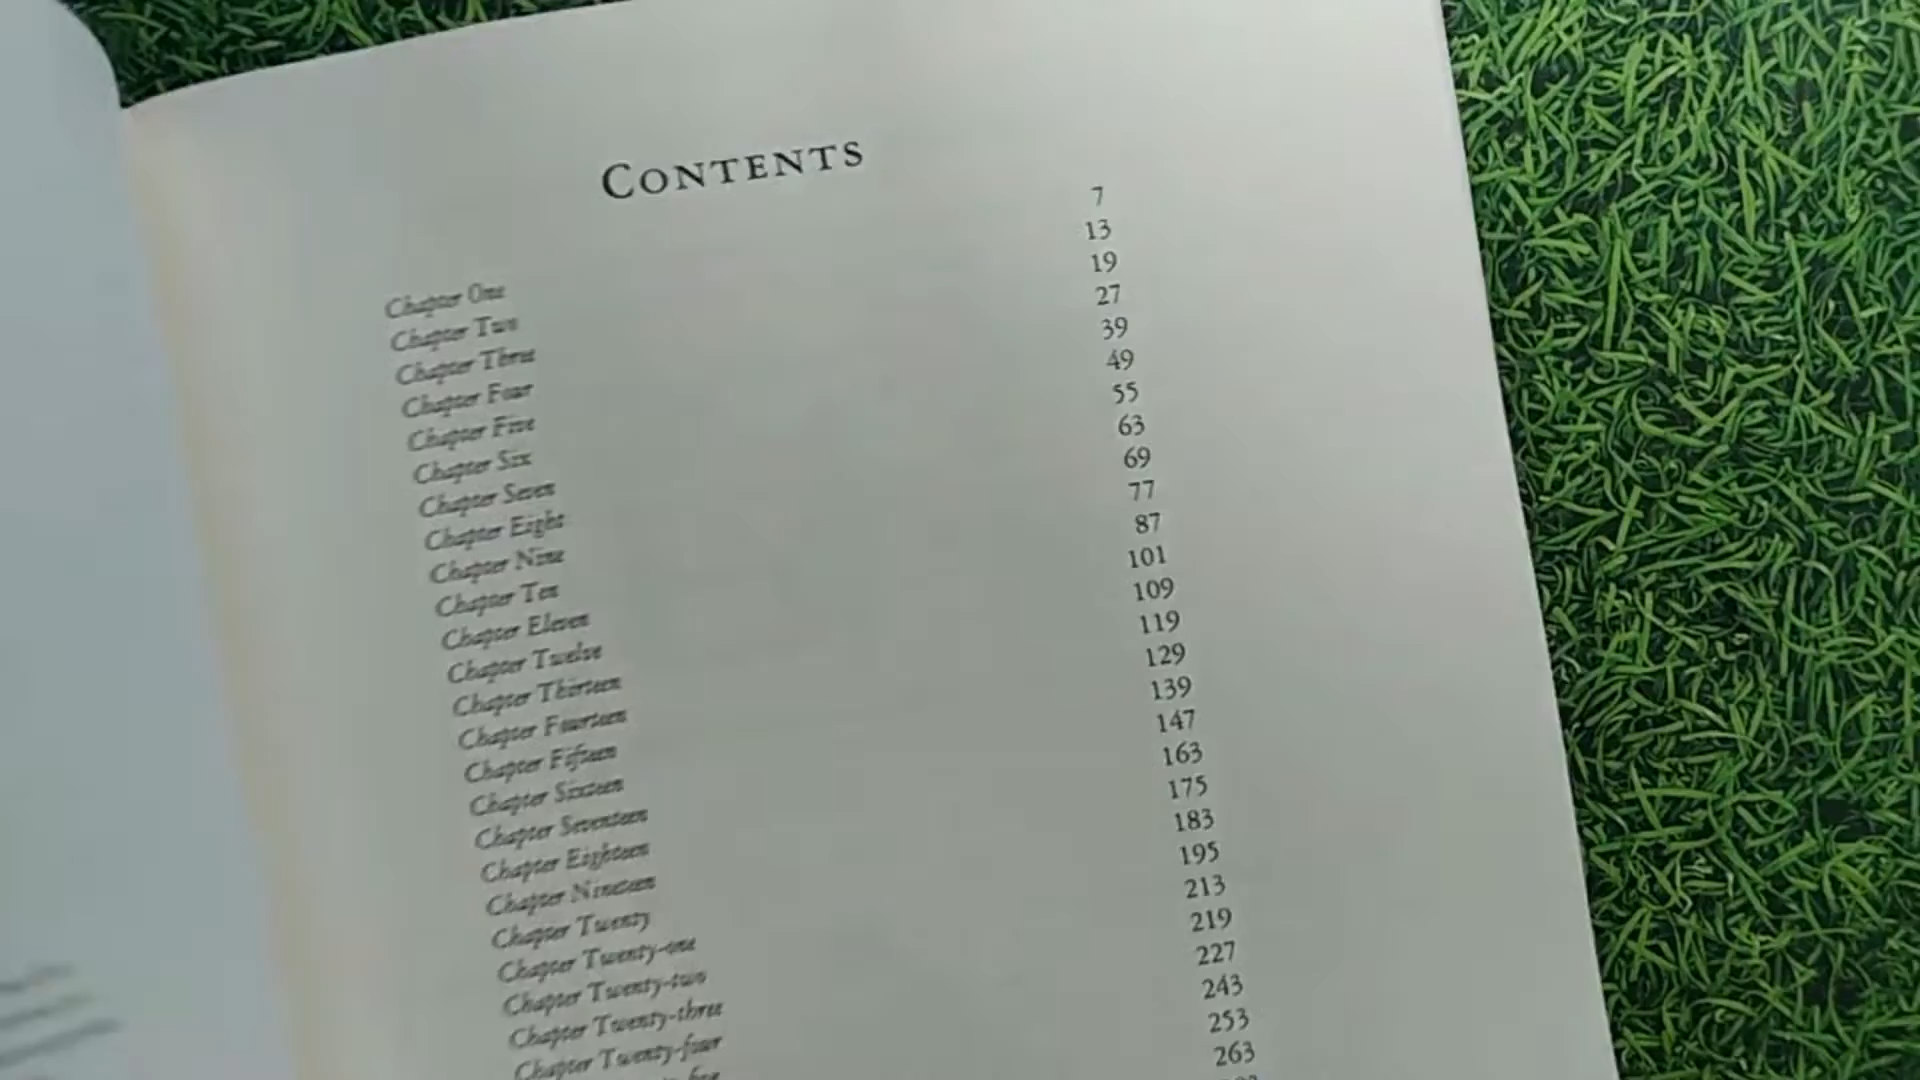 CONTENTS
Chapter One 7
Chapter Two 13
Chapter Three 19
Chapter Four 27
Chapter Five 39
Chapter Six 49
Chapter Seven 55
Chapter Eight 63
Chapter Nine 69
Chapter Ten 77
Chapter Eleven 87
Chapter Twelve 101
Chapter Thirteen 109
Chapter Fourteen 119
Chapter Fifteen 129
Chapter Sixteen 139
Chapter Seventeen 147
Chapter Eighteen 163
Chapter Nineteen 175
Chapter Twenty 183
Chapter Twenty-one 195
Chapter Twenty-two 213
Chapter Twenty-three 219
Chapter Twenty-four 227
243
253
263